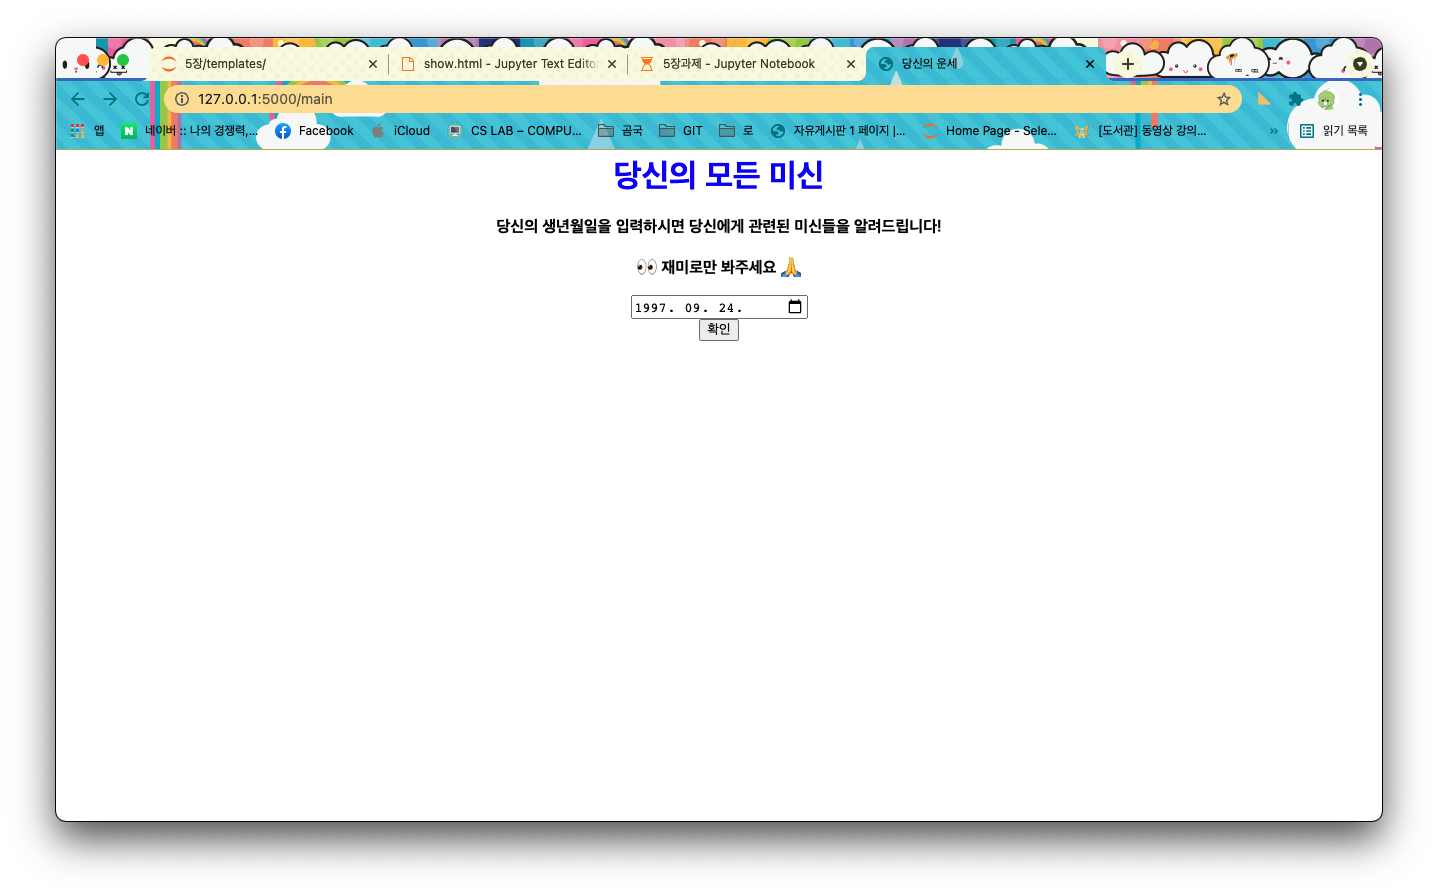 5장/templates/
show.html - Jupyter Text Editor
5장과제 - Jupyter Notebook
당신의 운세
127.0.0.1:5000/main
앱
네이버 :: 나의 경쟁력,...
Facebook
iCloud
CS LAB – COMPU...
곰국
GIT
로
자유게시판 1 페이지 |...
Home Page - Sele...
[도서관] 동영상 강의...
»
읽기 목록
당신의 모든 미신
당신의 생년월일을 입력하시면 당신에게 관련된 미신들을 알려드립니다!
👀 재미로만 봐주세요 🙏
1997. 09. 24.
확인